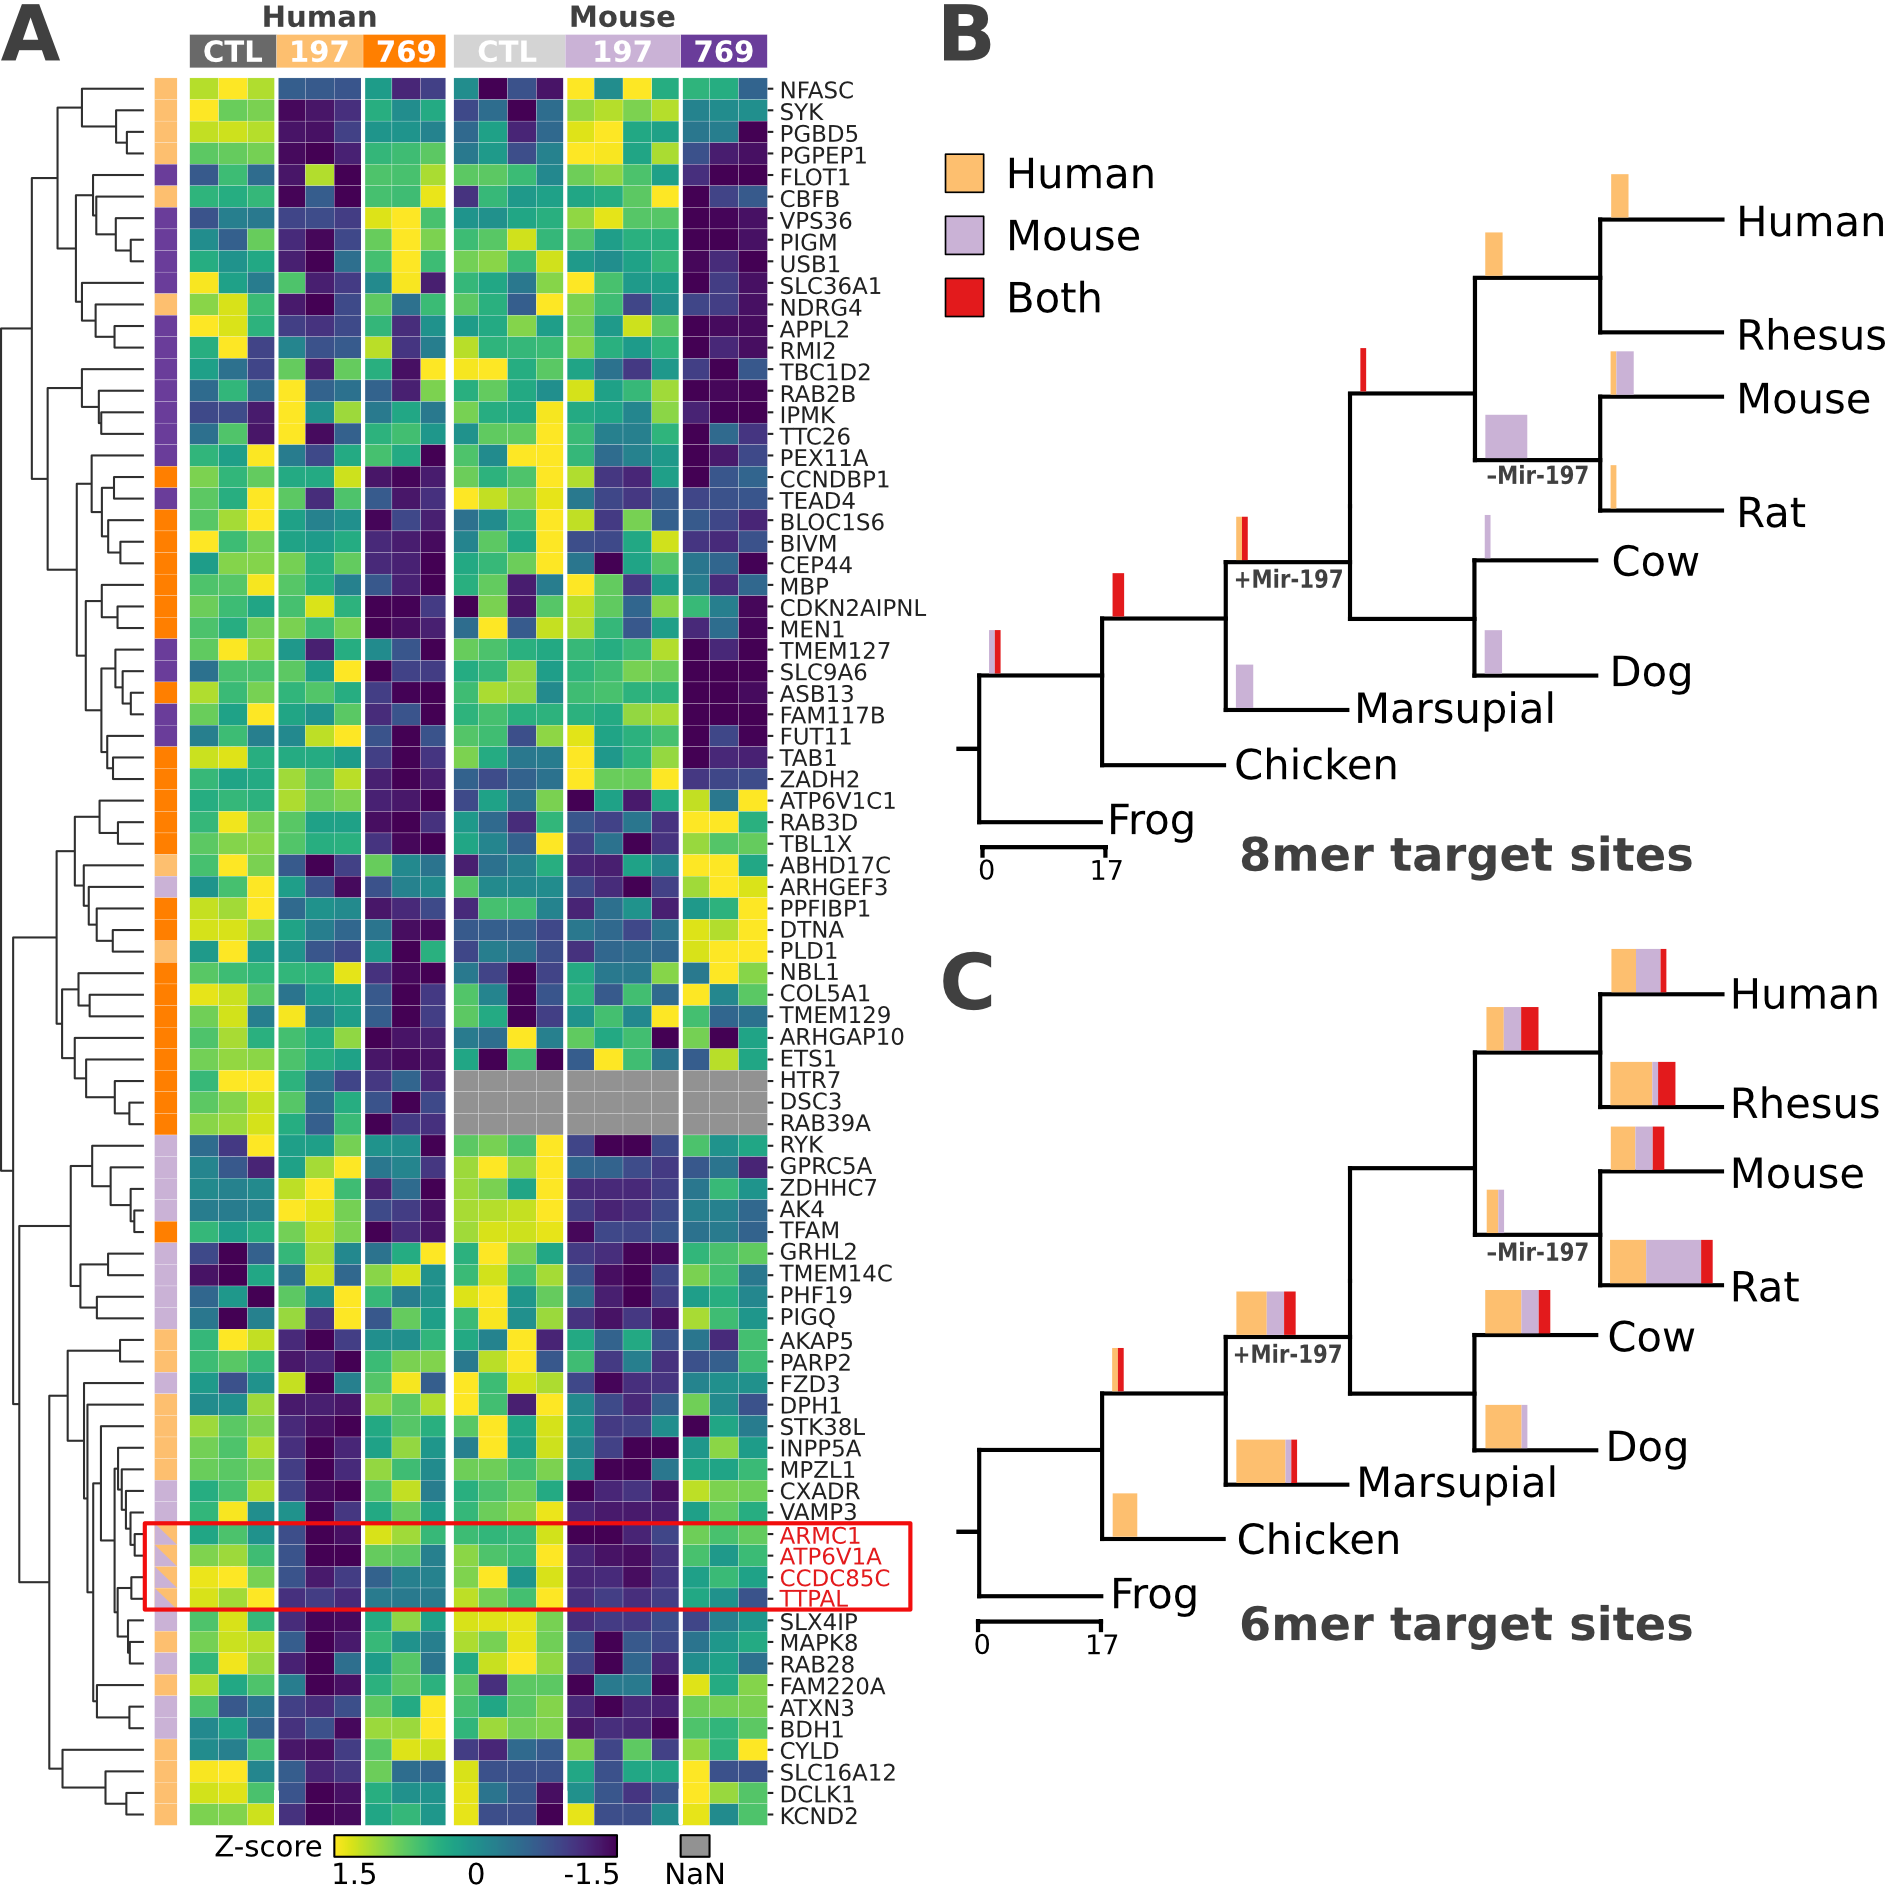 A
Human
Mouse
CTL 197 769 CTL 197 769
NFASC
SYK
PGBD5
PGPEP1
FLOT1
CBFB
VPS36
PIGM
USB1
SLC36A1
NDRG4
APPL2
RMI2
TBC1D2
RAB2B
IPMK
TTC26
PEX11A
CCNDBP1
TEAD4
BLOC1S6
BIVM
CEP44
MBP
CDKN2AIPNL
MEN1
TMEM127
SLC9A6
ASB13
FAM117B
FUT11
TAB1
ZADH2
ATP6V1C1
RAB3D
TBL1X
ABHD17C
ARHGEF3
PPFIBP1
DTNA
PLD1
NBL1
COL5A1
TMEM129
ARHGAP10
ETS1
HTR7
DSC3
RAB39A
RYK
GPRC5A
ZDHHC7
AK4
TFAM
GRHL2
TMEM14C
PHF19
PIGQ
AKAP5
PARP2
FZD3
DPH1
STK38L
INPP5A
MPZL1
CXADR
VAMP3
ARMC1
ATP6V1A
CCDC85C
TTPAL
SLX4IP
MAPK8
RAB28
FAM220A
ATXN3
BDH1
CYLD
SLC16A12
DCLK1
KCND2
Z-score
1.5 0 -1.5 NaN
B
Human
Mouse
Both
Human
Rhesus
Mouse
–Mir-197
Rat
Cow
+Mir-197
Dog
Marsupial
Chicken
Frog
0 17
8mer target sites
C
Human
Rhesus
Mouse
–Mir-197
Rat
Cow
+Mir-197
Dog
Marsupial
Chicken
Frog
0 17
6mer target sites